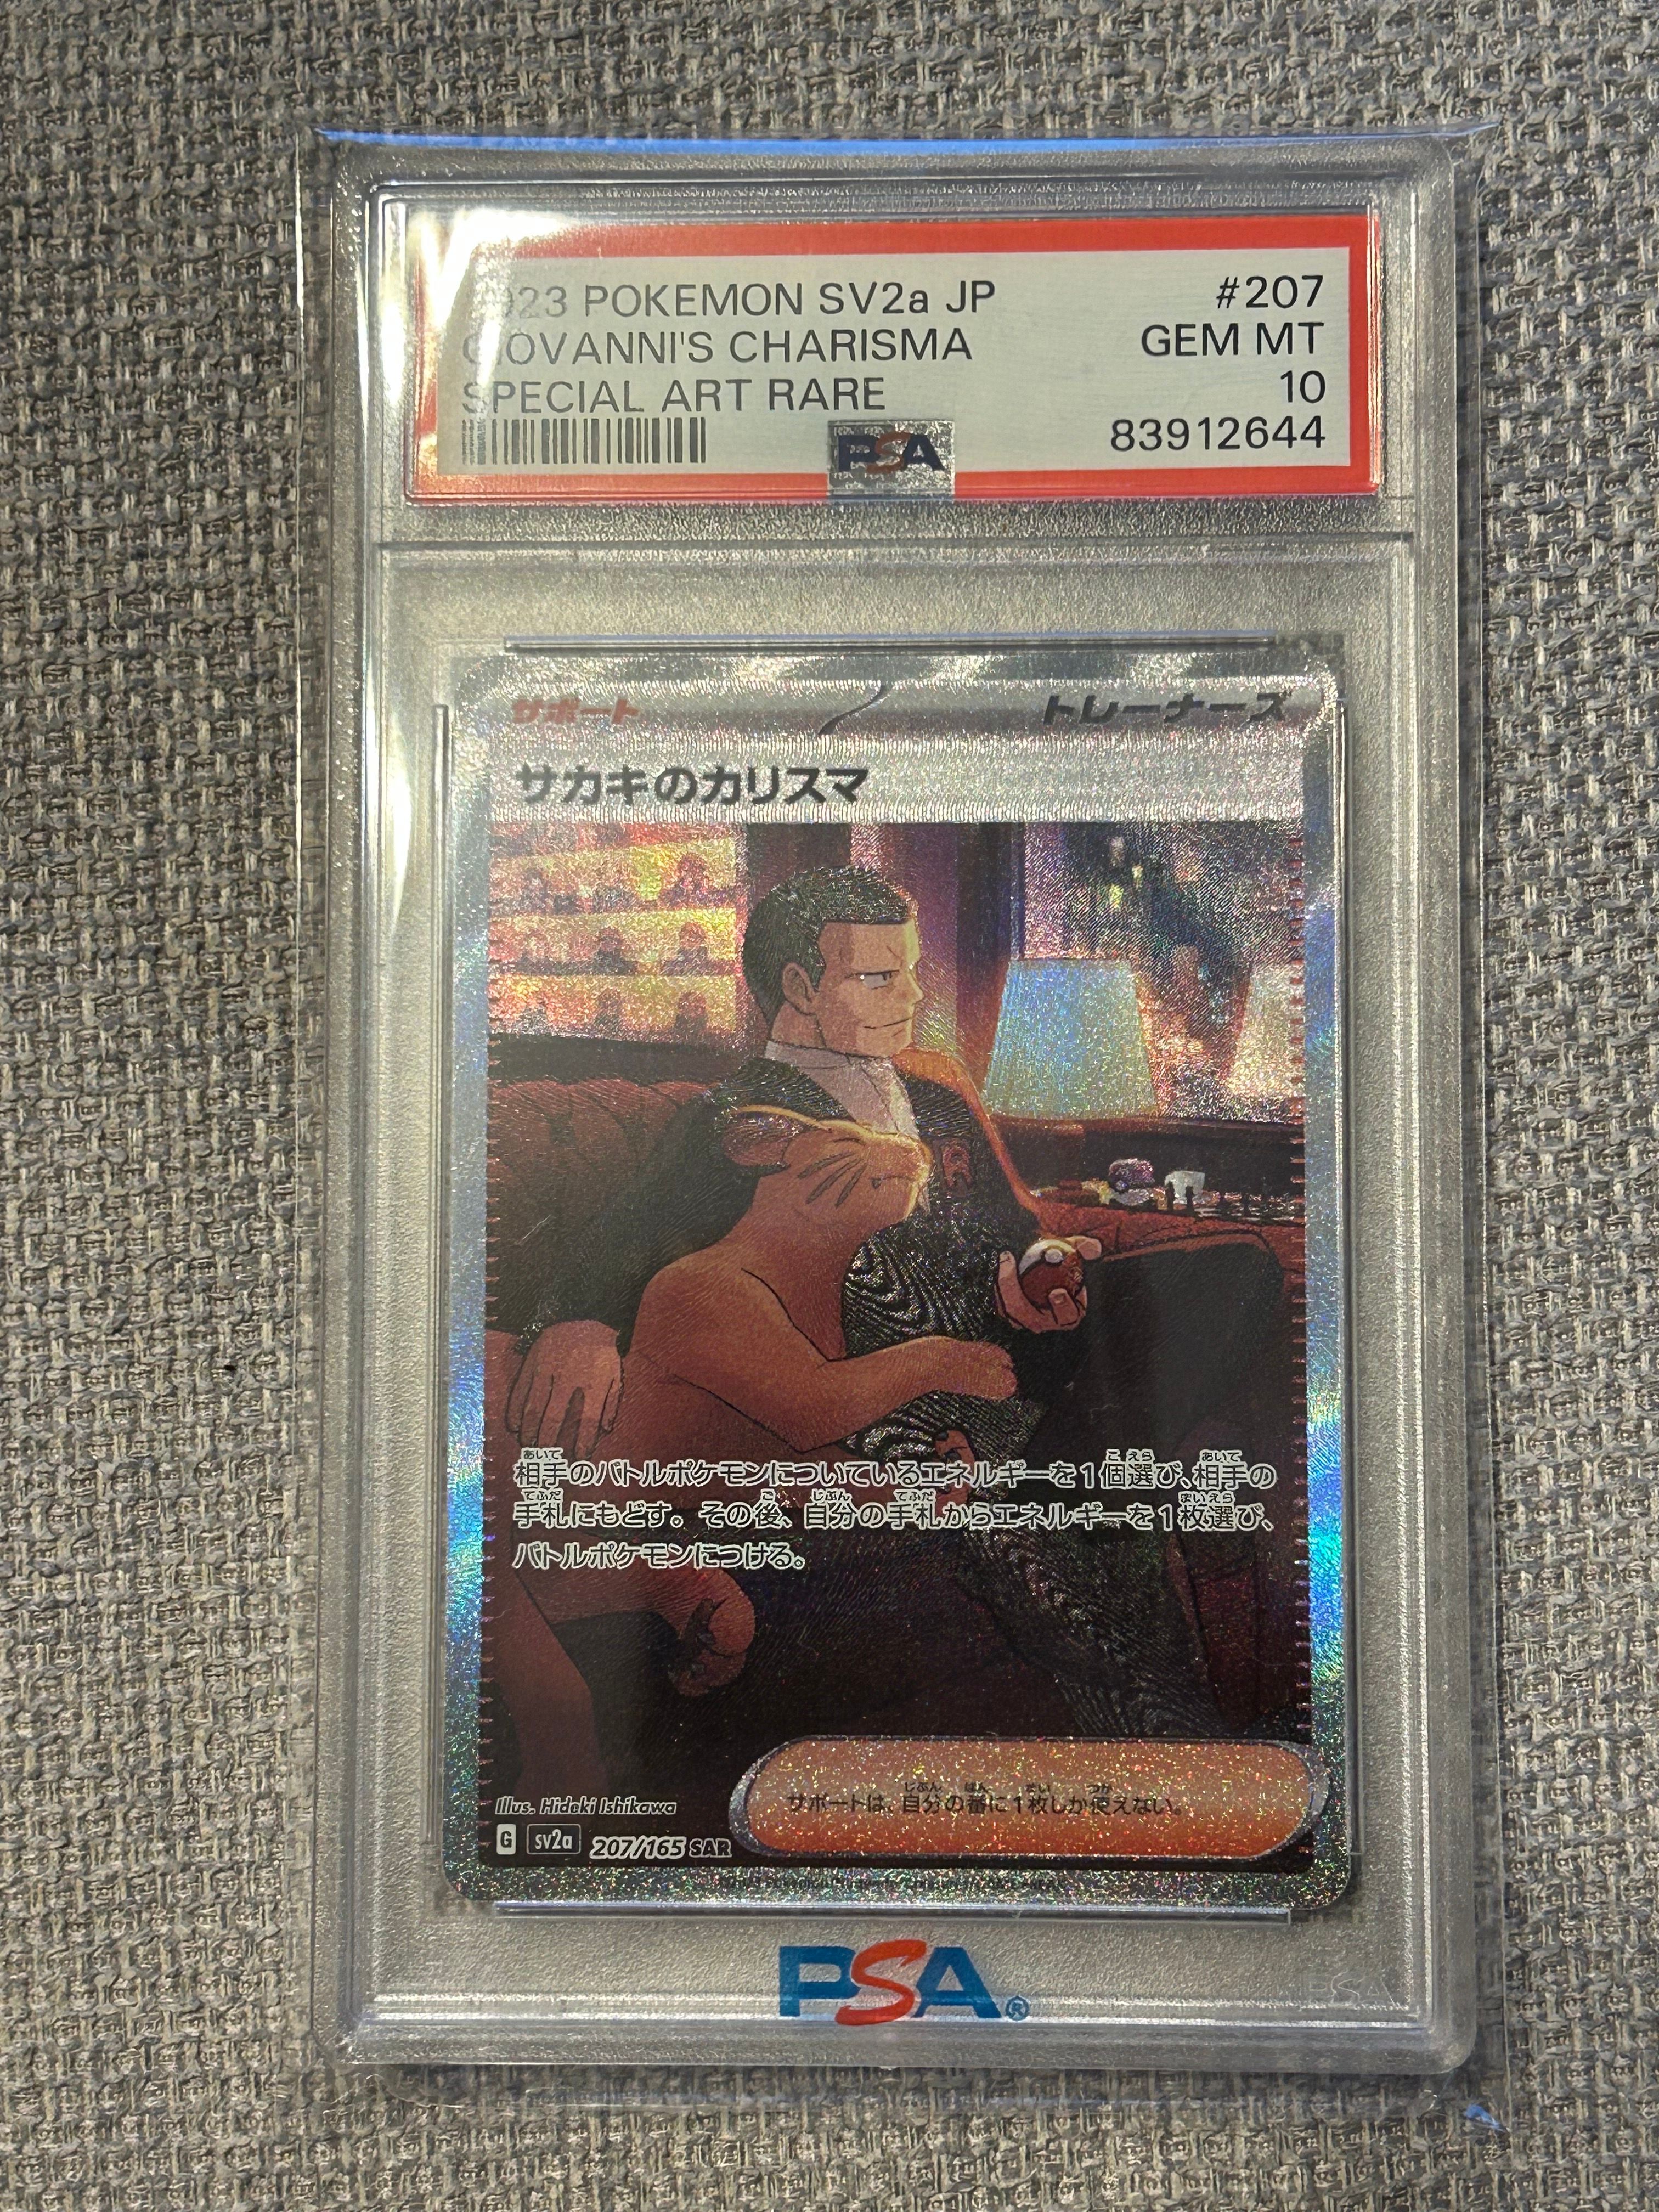 2023 POKEMON SV2a JP #207
GIOVANNI'S CHARISMA GEM MT
SPECIAL ART RARE 10
PSA 83912644
サポート トレーナーズ
サカキのカリスマ
相手のバトルポケモンについているエネルギーを1個選び、相手の
手札にもどす。その後、自分の手札からエネルギーを1枚選び、
バトルポケモンにつける。
サポートは、自分の番に1枚しか使えない。
Illus. Hideki Ishikawa
G sv2a 207/165 SAR
PSA®